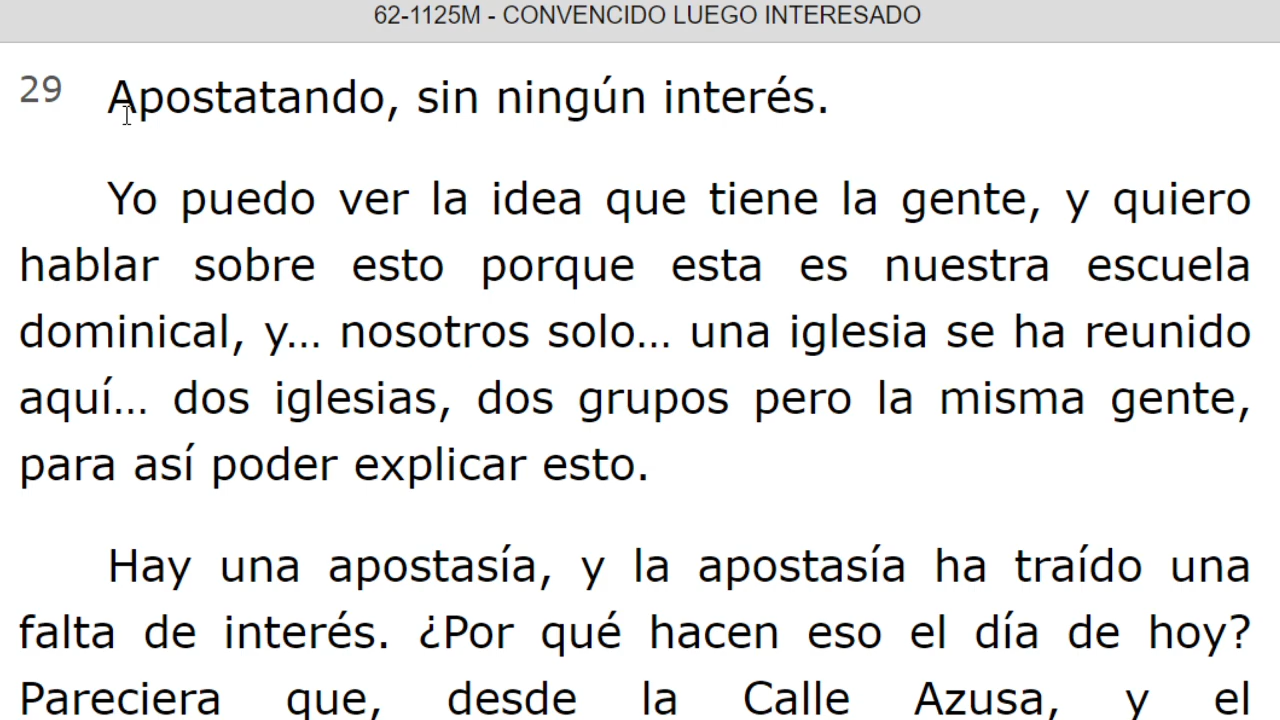 62-1125M - CONVENCIDO LUEGO INTERESADO
29 Apostatando, sin ningún interés.
Yo puedo ver la idea que tiene la gente, y quiero
hablar sobre esto porque esta es nuestra escuela
dominical, y… nosotros solo… una iglesia se ha reunido
aquí… dos iglesias, dos grupos pero la misma gente,
para así poder explicar esto.
Hay una apostasía, y la apostasía ha traído una
falta de interés. ¿Por qué hacen eso el día de hoy?
Pareciera que, desde la Calle Azusa, y el